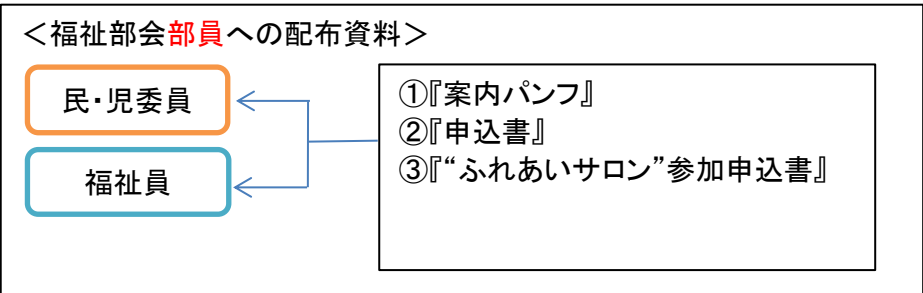 ＜福祉部会部員への配布資料＞
民・児委員
福祉員
①『案内パンフ』
②『申込書』
③『“ふれあいサロン”参加申込書』